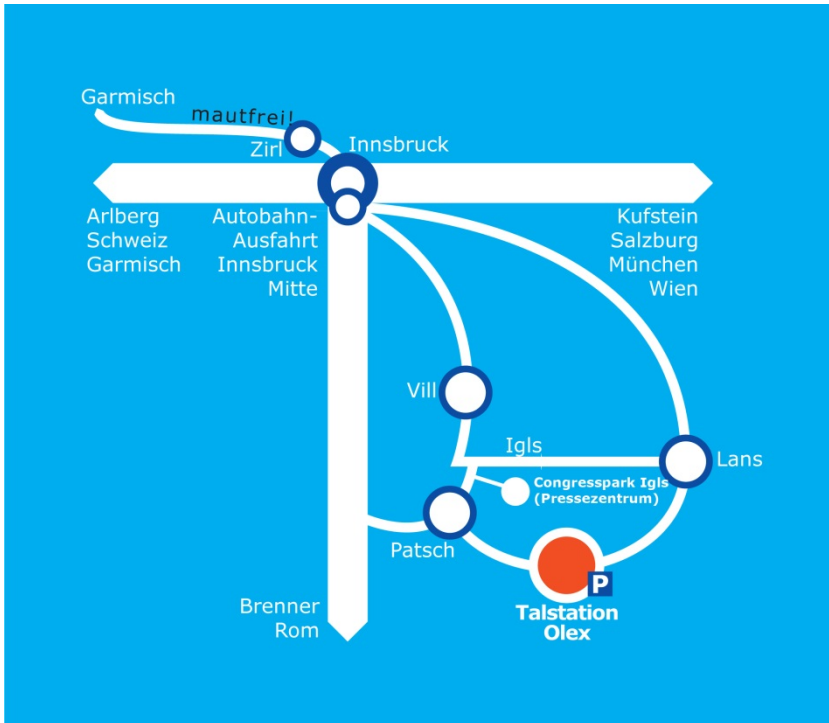 Garmisch
mautfrei!
Zirl
Innsbruck
Arlberg
Schweiz
Garmisch
Autobahn-
Ausfahrt
Innsbruck
Mitte
Kufstein
Salzburg
München
Wien
Vill
Igls
Lans
Congresspark Igls
(Pressezentrum)
Patsch
P
Talstation
Olex
Brenner
Rom